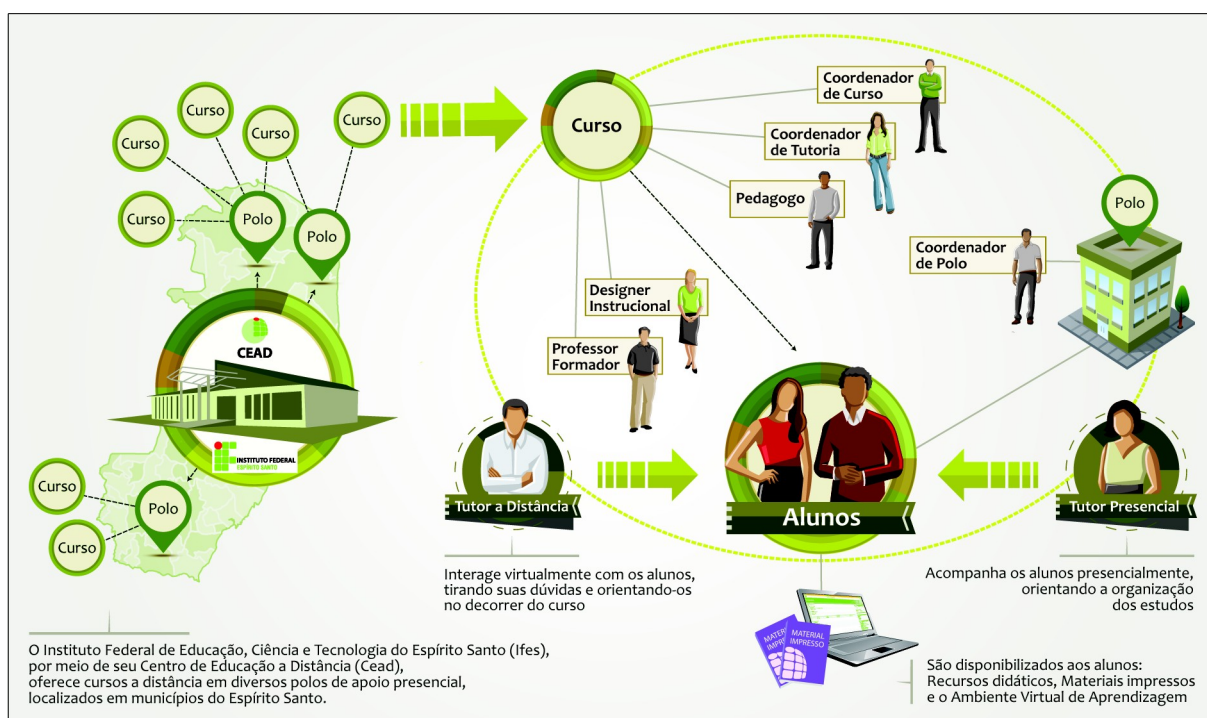 Curso
Curso
Curso
Curso
Curso
Curso
Polo
Polo
CEAD
INSTITUTO FEDERAL
ESPÍRITO SANTO
Curso
Polo
Curso
O Instituto Federal de Educação, Ciência e Tecnologia do Espírito Santo (Ifes),
por meio de seu Centro de Educação a Distância (Cead),
oferece cursos a distância em diversos polos de apoio presencial,
localizados em municípios do Espírito Santo.
Curso
Coordenador
de Curso
Coordenador
de Tutoria
Pedagogo
Designer
Instrucional
Professor
Formador
Polo
Coordenador
de Polo
Tutor a Distância
Interage virtualmente com os alunos,
tirando suas dúvidas e orientando-os
no decorrer do curso
Alunos
Tutor Presencial
Acompanha os alunos presencialmente,
orientando a organização
dos estudos
MATERIAL
IMPRESSO
MATERIAL
IMPRESSO
São disponibilizados aos alunos:
Recursos didáticos, Materiais impressos
e o Ambiente Virtual de Aprendizagem